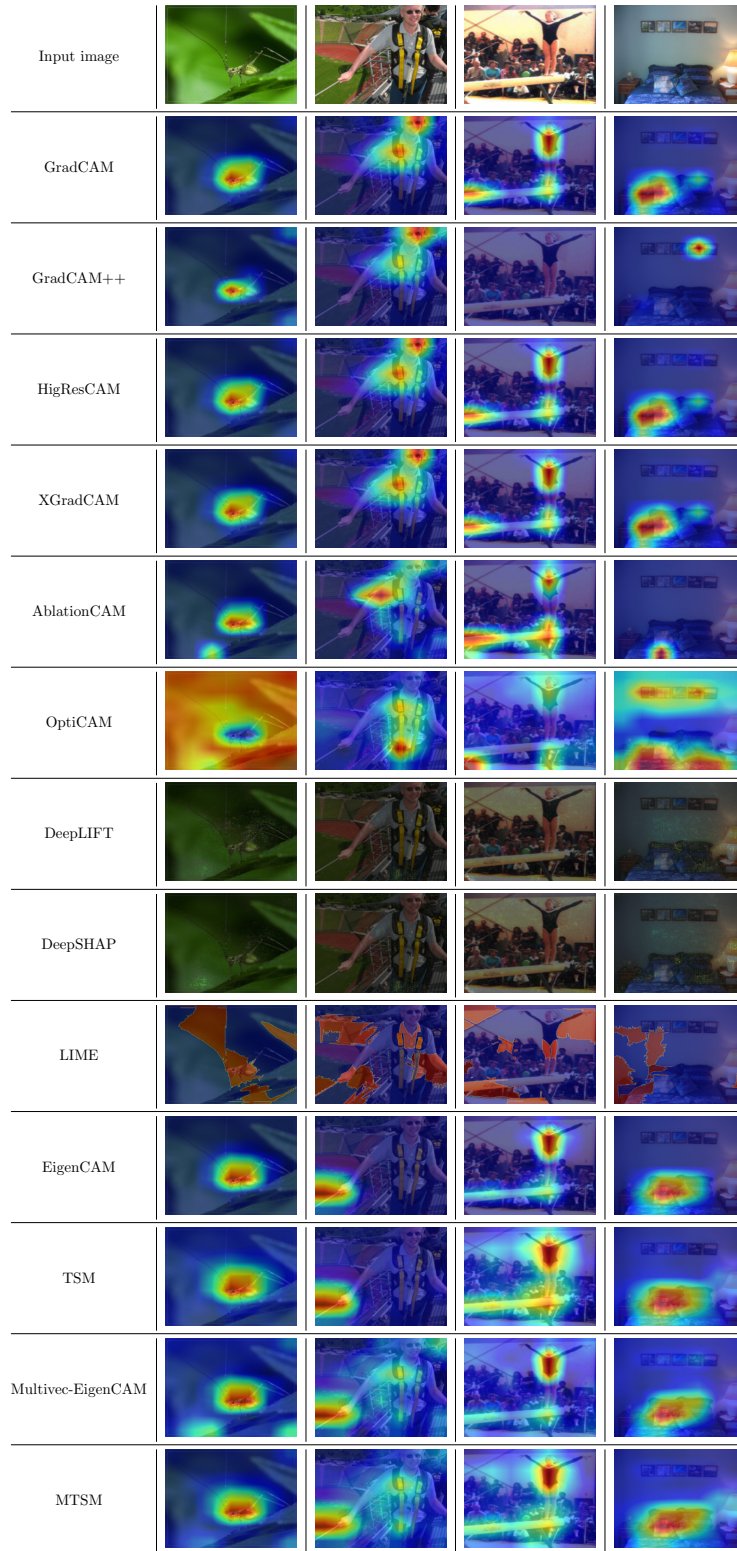 Input image
GradCAM
GradCAM++
HigResCAM
XGradCAM
AblationCAM
OptiCAM
DeepLIFT
DeepSHAP
LIME
EigenCAM
TSM
Multivec-EigenCAM
MTSM